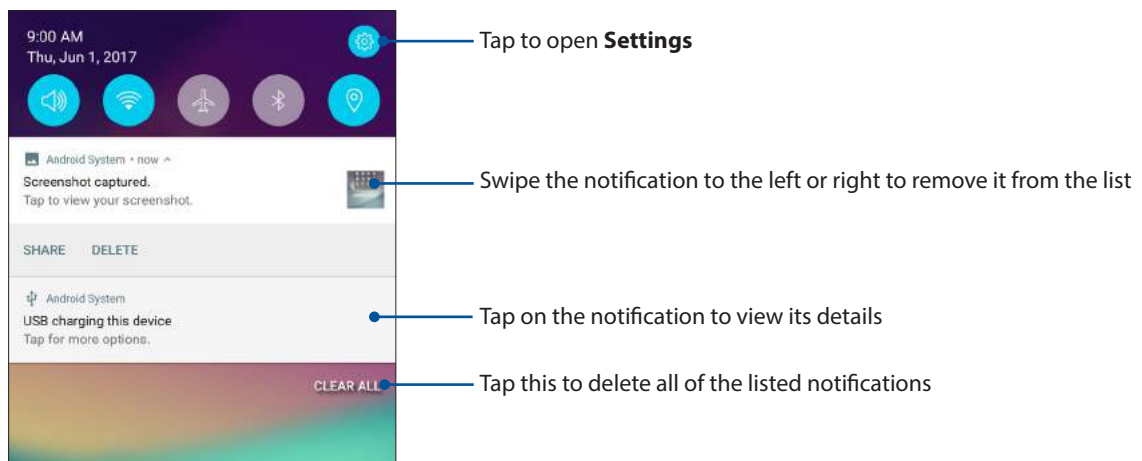 9:00 AM
Thu, Jun 1, 2017
Tap to open Settings
Android System • now ^
Screenshot captured.
Tap to view your screenshot.
Swipe the notification to the left or right to remove it from the list
SHARE DELETE
Android System
USB charging this device
Tap for more options.
Tap on the notification to view its details
CLEAR ALL
Tap this to delete all of the listed notifications